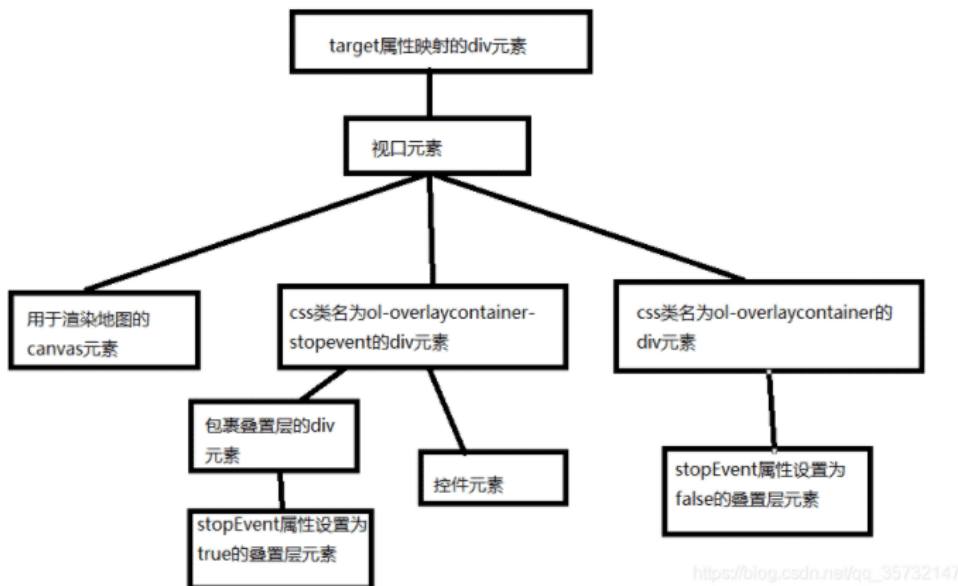 target属性映射的div元素
视口元素
用于渲染地图的
canvas元素
css类名为ol-overlaycontainer-
stopevent的div元素
css类名为ol-overlaycontainer的
div元素
包裹叠置层的div
元素
控件元素
stopEvent属性设置为
false的叠置层元素
stopEvent属性设置为
true的叠置层元素
https://blog.csdn.net/qq_35732147